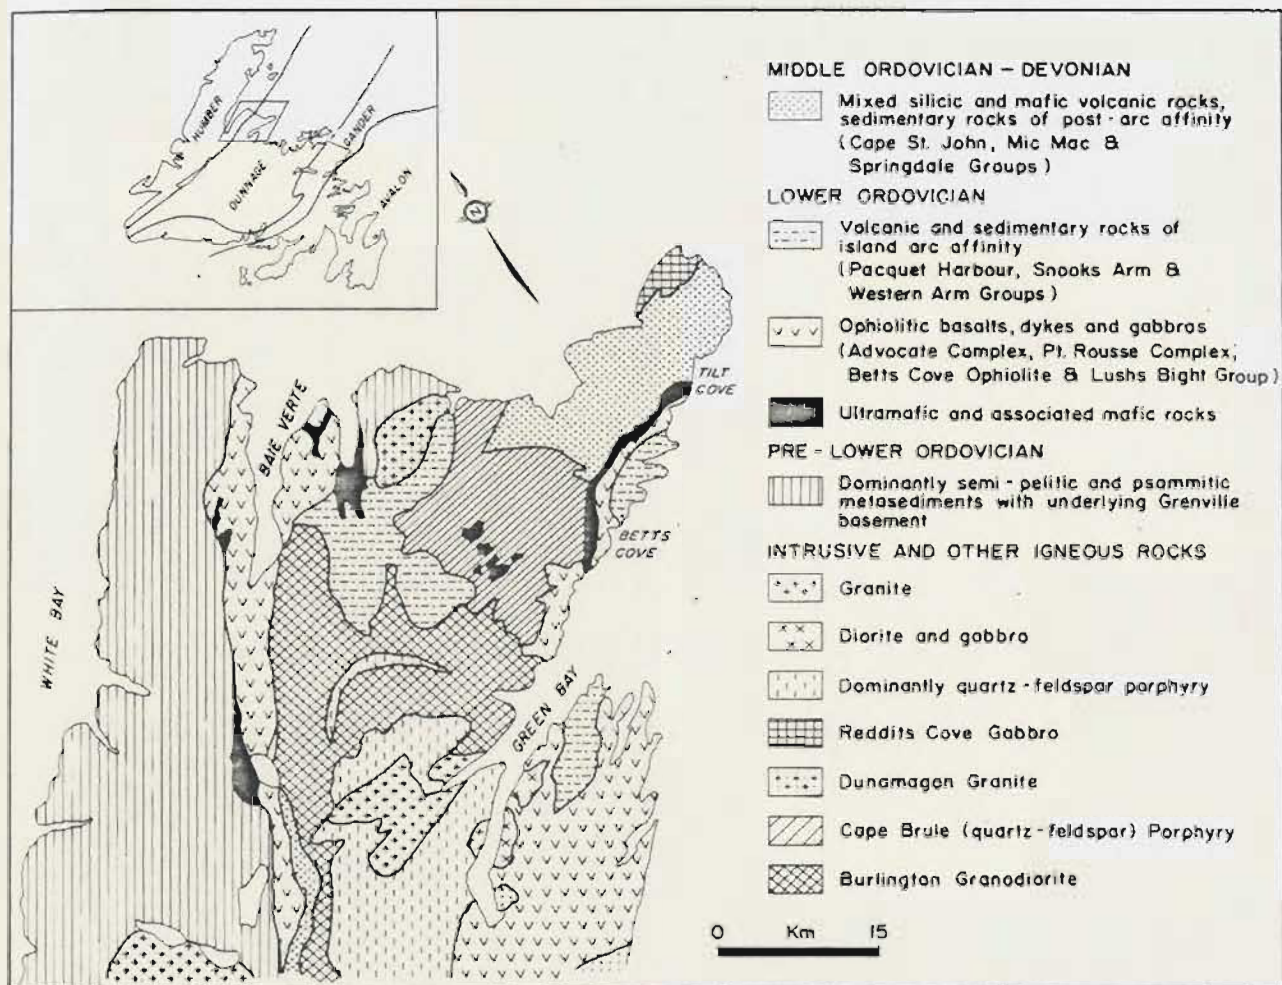 HUMBER
DUNNAGE
GANDER
AVALON
N
WHITE BAY
BAIE VERTE
TILT
COVE
BETTS
COVE
GREEN BAY
MIDDLE ORDOVICIAN – DEVONIAN
Mixed silicic and mafic volcanic rocks,
sedimentary rocks of post-arc affinity
(Cape St. John, Mic Mac &
Springdale Groups)
LOWER ORDOVICIAN
Volcanic and sedimentary rocks of
island arc affinity
(Pacquet Harbour, Snooks Arm &
Western Arm Groups)
Ophiolitic basalts, dykes and gabbros
(Advocate Complex, Pt. Rousse Complex,
Betts Cove Ophiolite & Lushs Bight Group)
Ultramafic and associated mafic rocks
PRE-LOWER ORDOVICIAN
Dominantly semi-pelitic and psammitic
metasediments with underlying Grenville
basement
INTRUSIVE AND OTHER IGNEOUS ROCKS
Granite
Diorite and gabbro
Dominantly quartz-feldspar porphyry
Reddits Cove Gabbro
Dunamagon Granite
Cape Brule (quartz-feldspar) Porphyry
Burlington Granodiorite
0 Km 15